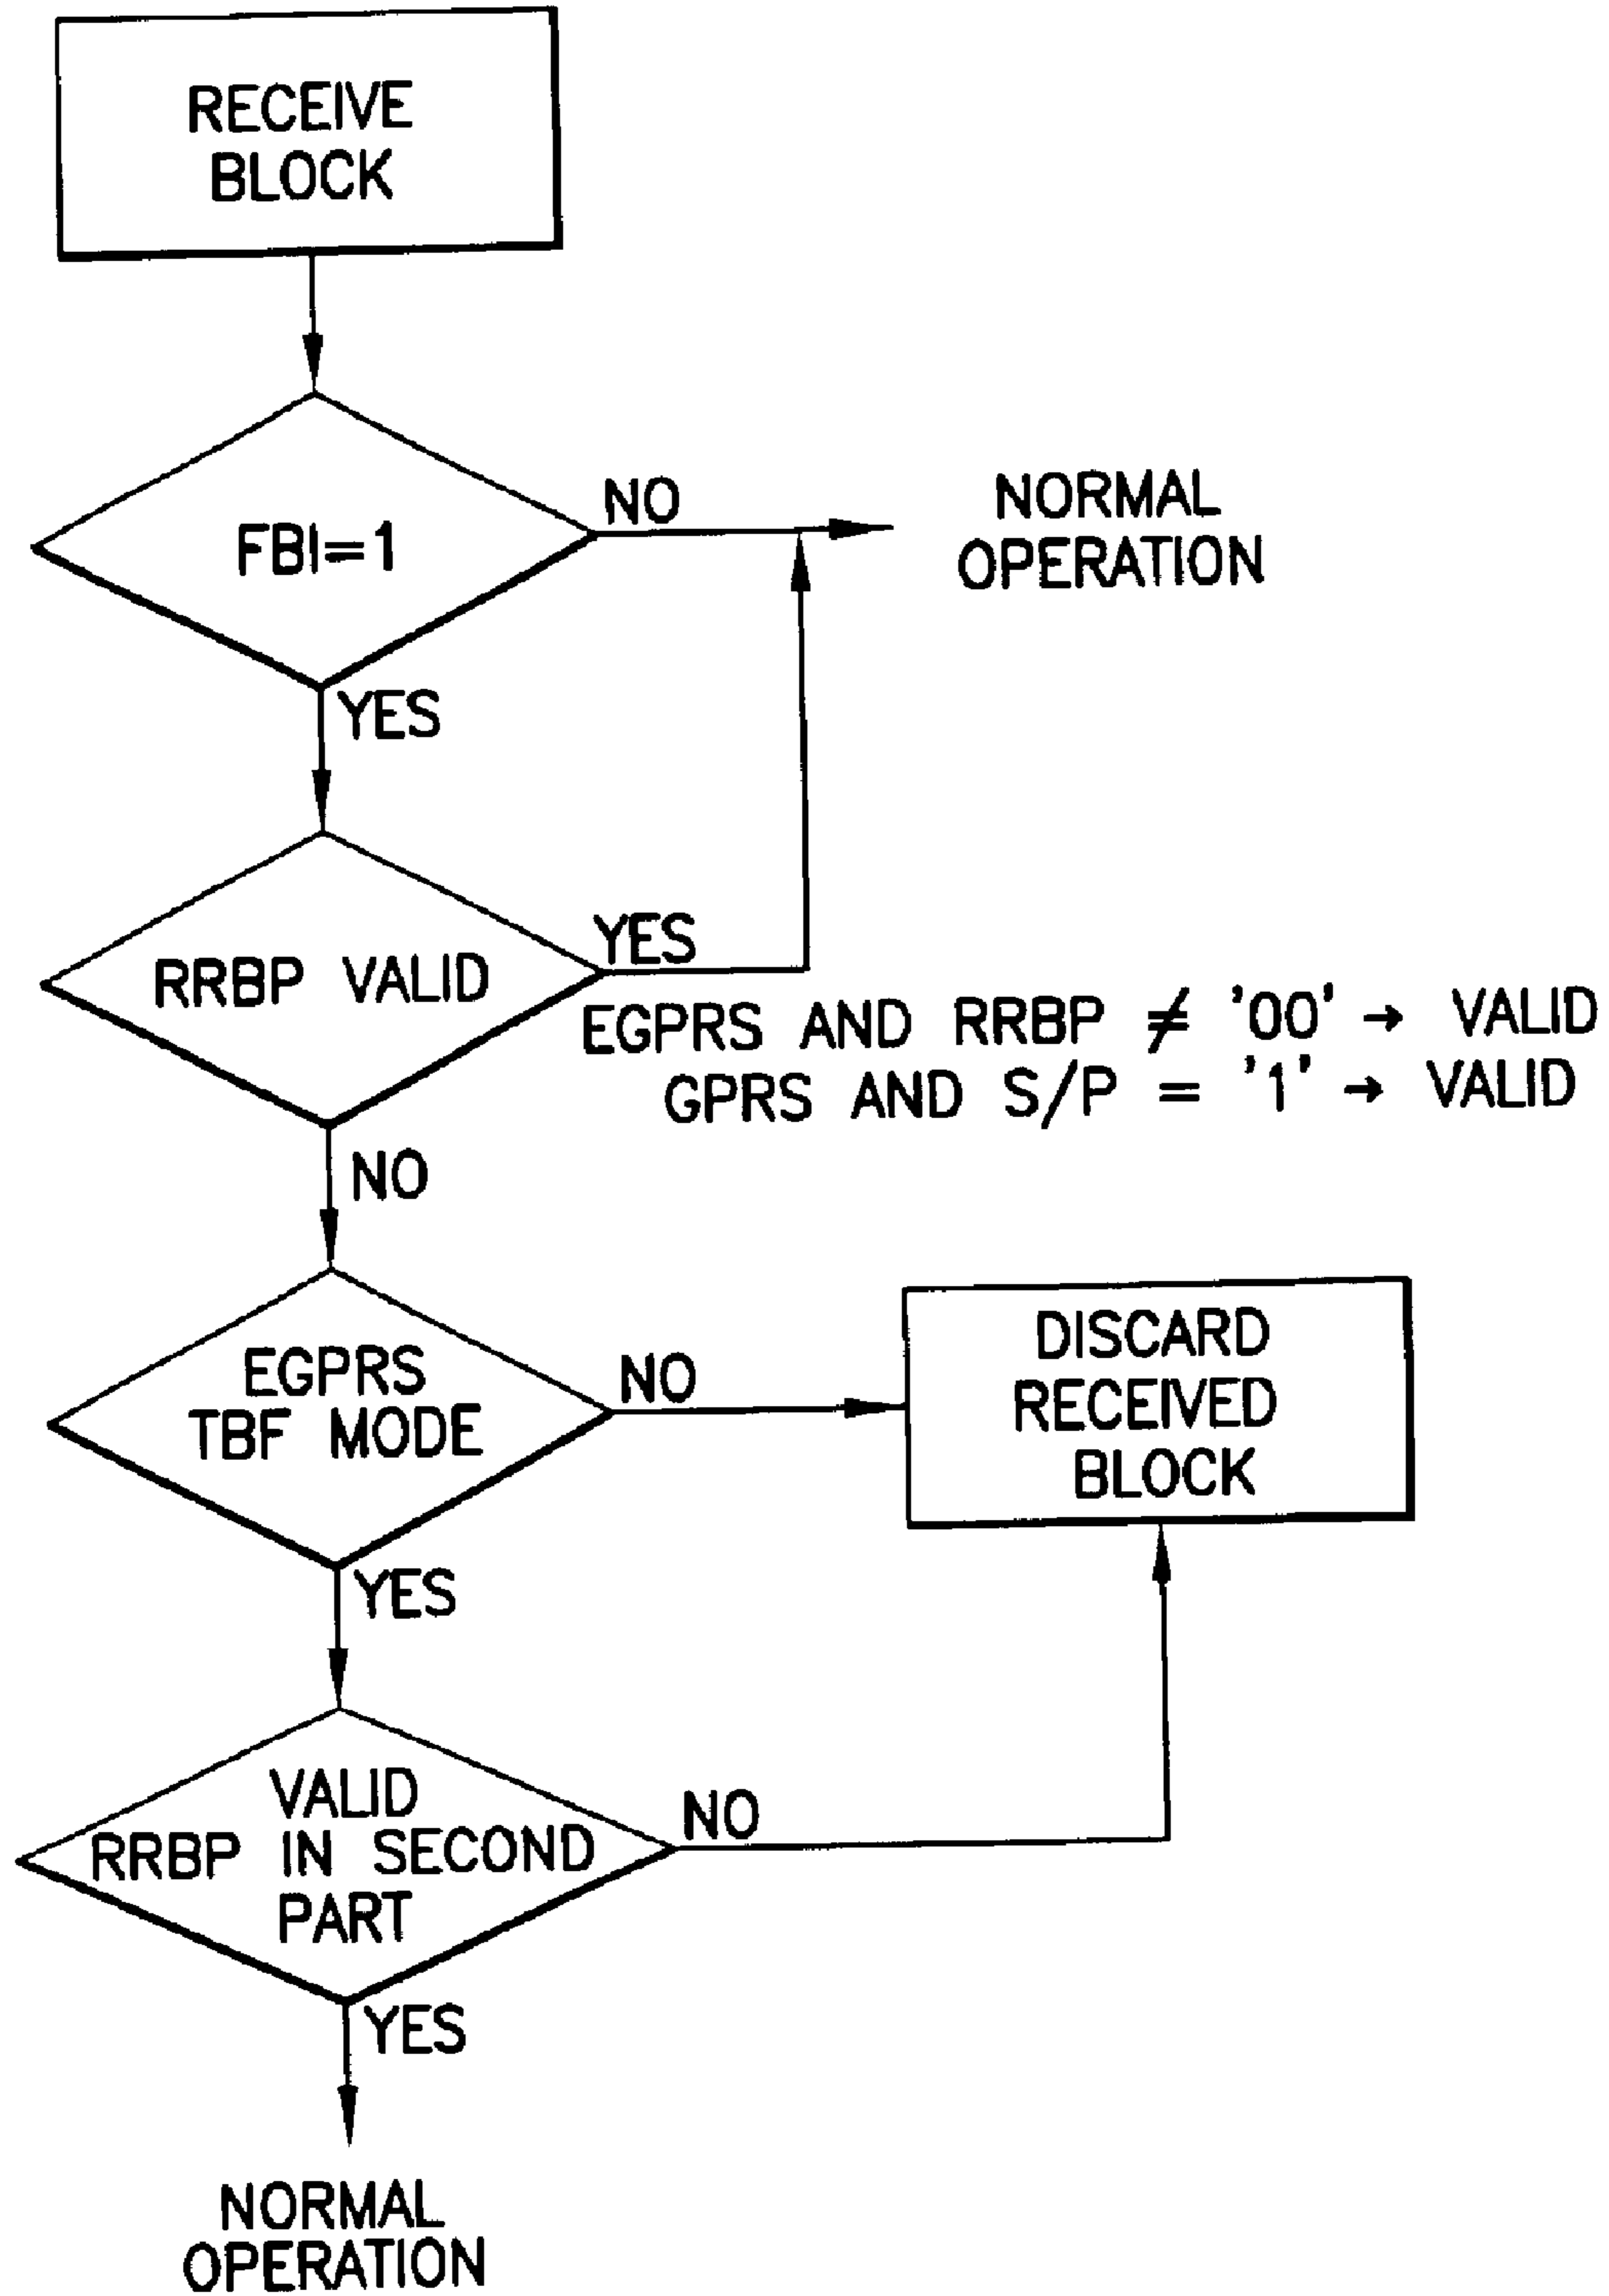 RECEIVE
BLOCK
FBI=1
NO
NORMAL
OPERATION
YES
RRBP VALID
YES
EGPRS AND RRBP ≠ '00' → VALID
GPRS AND S/P = '1' → VALID
NO
EGPRS
TBF MODE
NO
DISCARD
RECEIVED
BLOCK
YES
VALID
RRBP IN SECOND
PART
NO
YES
NORMAL
OPERATION